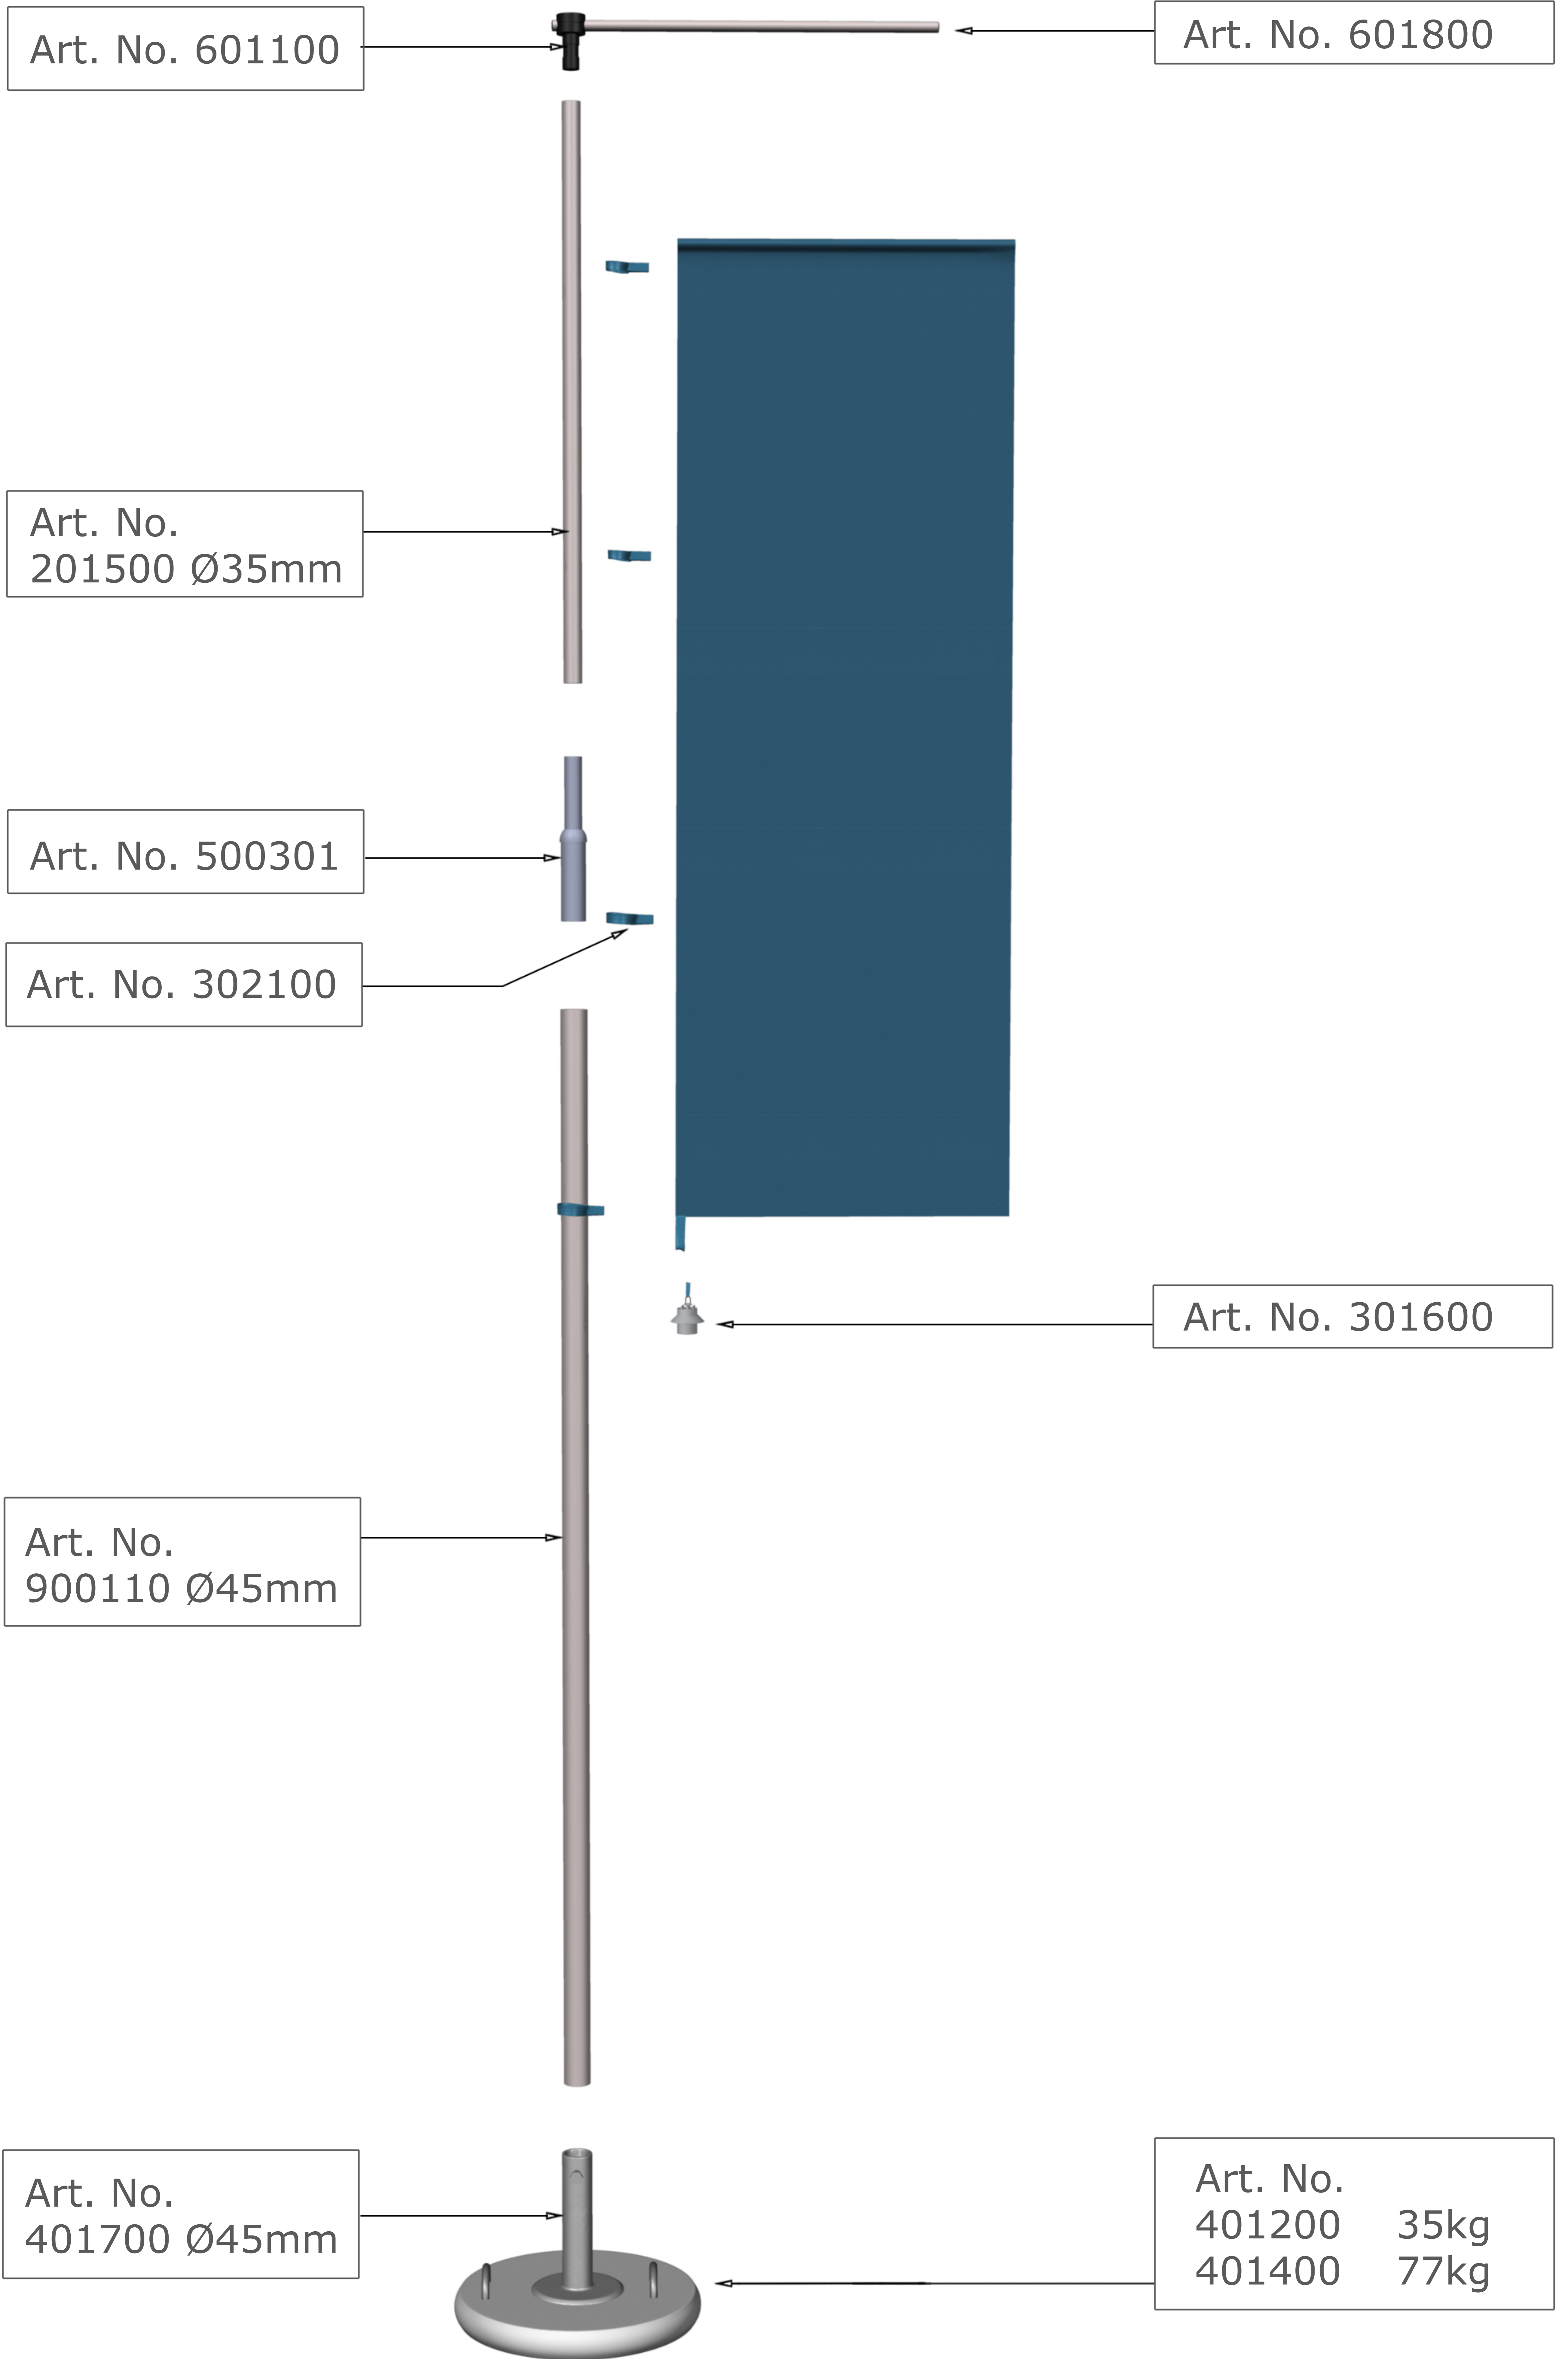 Art. No. 601100
Art. No. 601800
Art. No.
201500 Ø35mm
Art. No. 500301
Art. No. 302100
Art. No. 301600
Art. No.
900110 Ø45mm
Art. No.
401700 Ø45mm
Art. No.
401200 35kg
401400 77kg